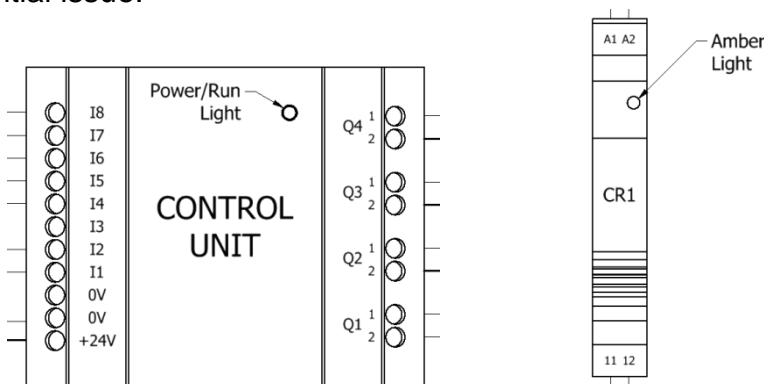 Power/Run
Light
I8
I7
I6
I5
I4
I3
I2
I1
0V
0V
+24V
CONTROL
UNIT
Q4 1
2
Q3 1
2
Q2 1
2
Q1 1
2
A1 A2
Amber
Light
CR1
11 12